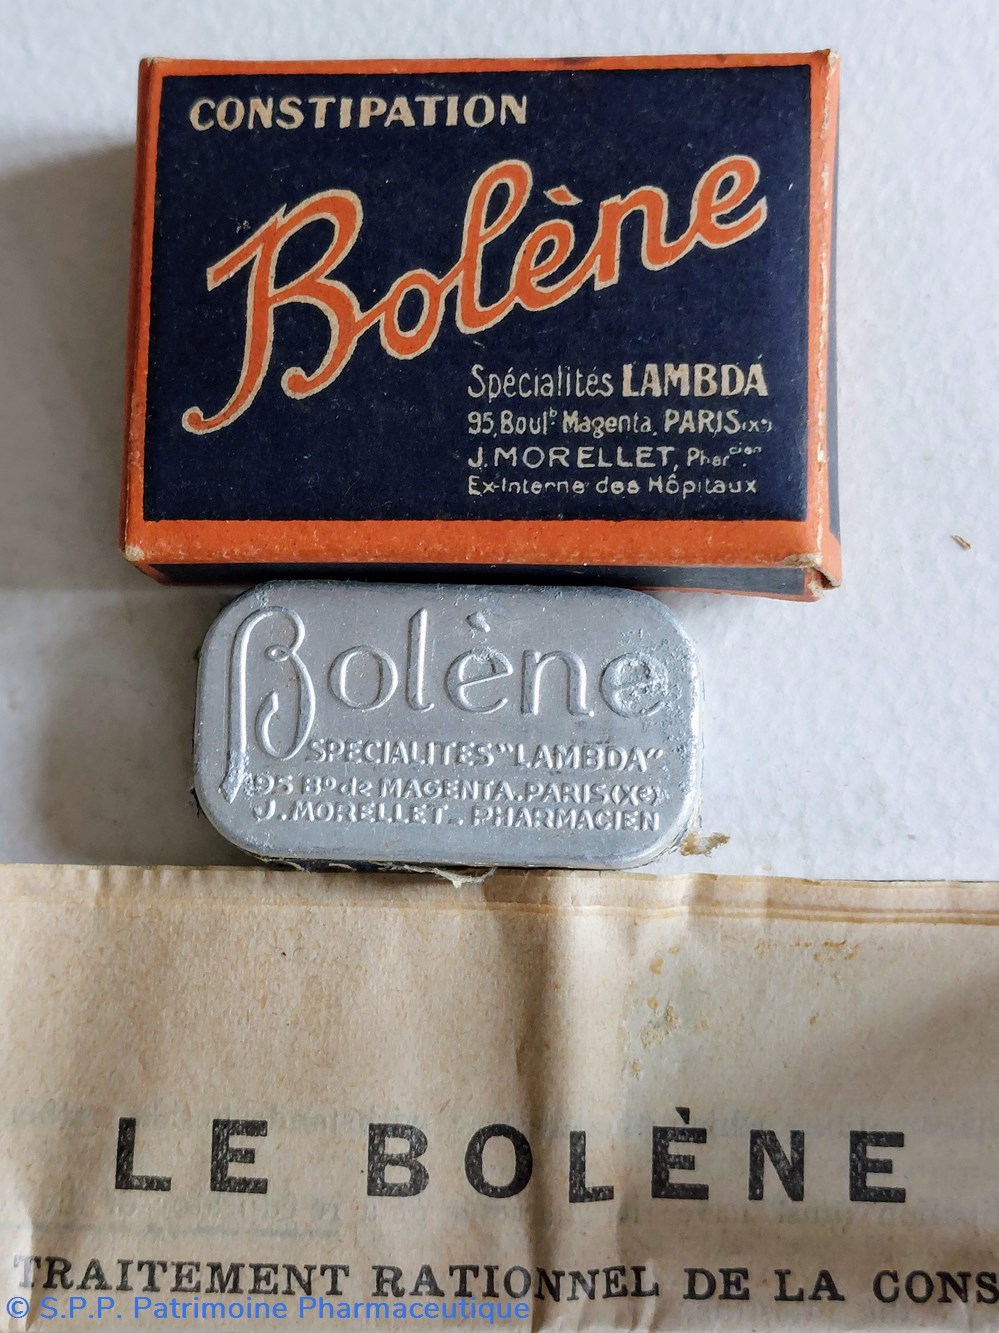 CONSTIPATION
Bolène
Spécialités LAMBDA
95, Boulᵈ Magenta, PARIS (Xᵉ)
J. MORELLET, Pharᶜⁱᵉⁿ
Ex-Interne des Hôpitaux
Bolène
SPECIALITES "LAMBDA"
95 Bᵈ de MAGENTA. PARIS (Xe)
J. MORELLET. PHARMACIEN
LE BOLÈNE
TRAITEMENT RATIONNEL DE LA CONS
© S.P.P. Patrimoine Pharmaceutique